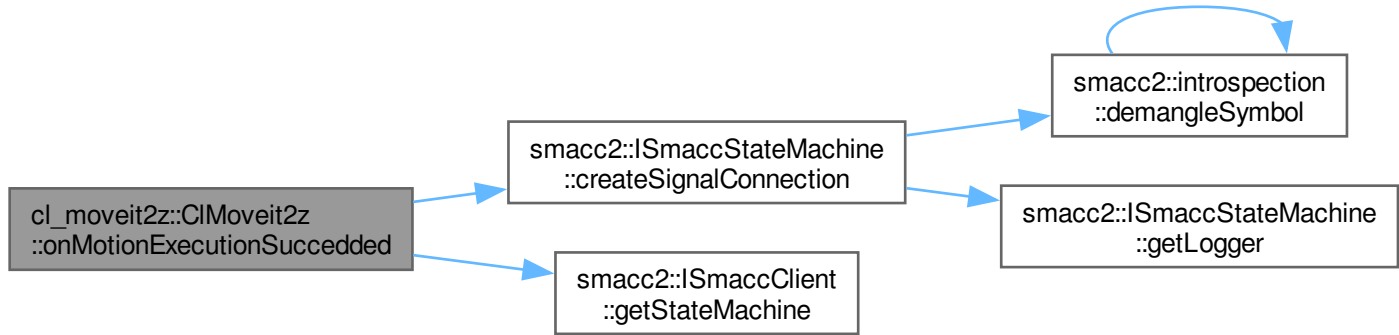 smacc2::introspection
::demangleSymbol
smacc2::ISmaccStateMachine
::createSignalConnection
cl_moveit2z::ClMoveit2z
::onMotionExecutionSuccedded
smacc2::ISmaccStateMachine
::getLogger
smacc2::ISmaccClient
::getStateMachine